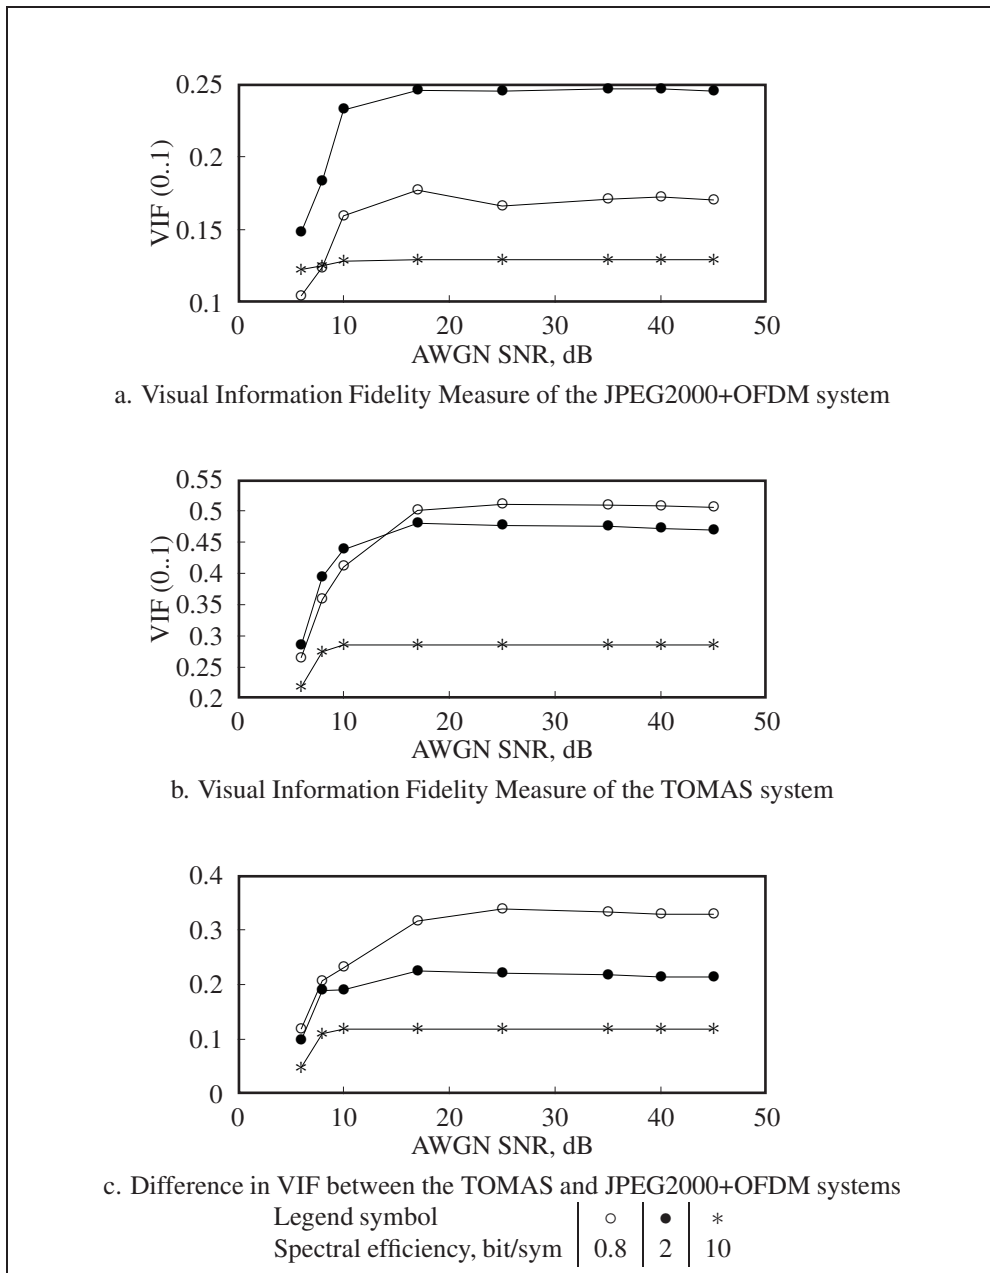 0.25
0.2
0.15
0.1
VIF (0..1)
0 10 20 30 40 50
AWGN SNR, dB
a. Visual Information Fidelity Measure of the JPEG2000+OFDM system
0.55
0.5
0.45
0.4
0.35
0.3
0.25
0.2
VIF (0..1)
0 10 20 30 40 50
AWGN SNR, dB
b. Visual Information Fidelity Measure of the TOMAS system
0.4
0.3
0.2
0.1
0
0 10 20 30 40 50
AWGN SNR, dB
c. Difference in VIF between the TOMAS and JPEG2000+OFDM systems
Legend symbol ○ ● *
Spectral efficiency, bit/sym 0.8 2 10